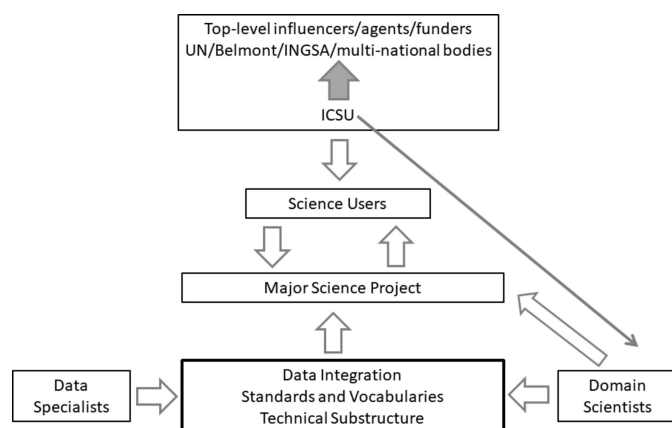 Top-level influencers/agents/funders
UN/Belmont/INGSA/multi-national bodies
ICSU
Science Users
Major Science Project
Data
Specialists
Data Integration
Standards and Vocabularies
Technical Substructure
Domain
Scientists